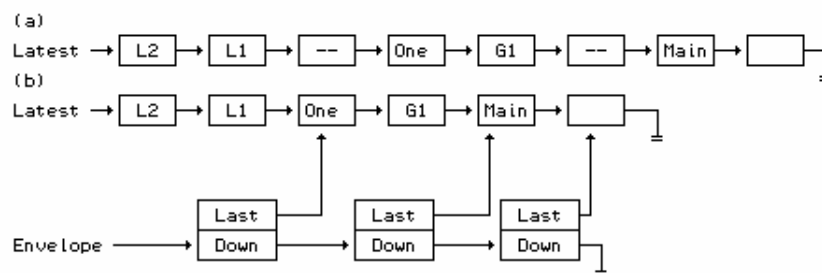 (a)
Latest L2 L1 -- One G1 -- Main
(b)
Latest L2 L1 One G1 Main
Last Last Last
Envelope Down Down Down